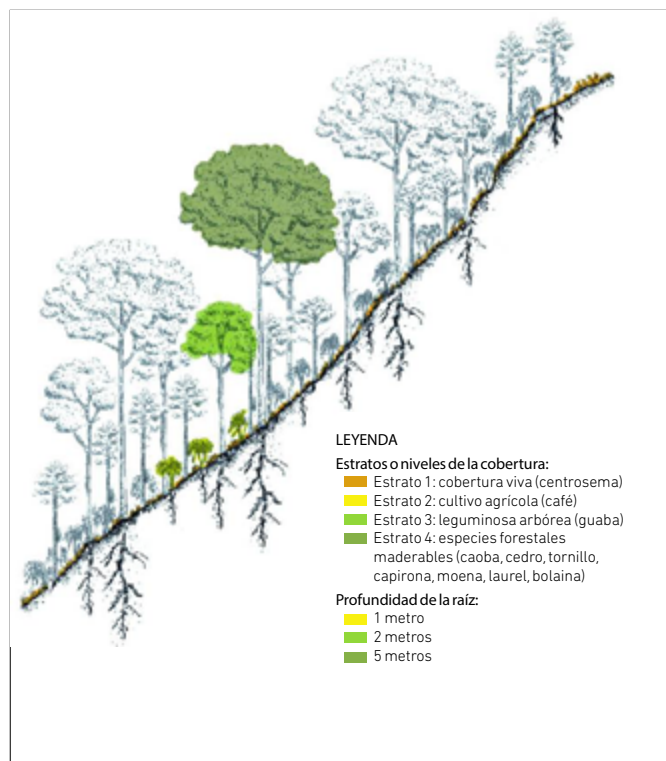 LEYENDA
Estratos o niveles de la cobertura:
Estrato 1: cobertura viva (centrosema)
Estrato 2: cultivo agrícola (café)
Estrato 3: leguminosa arbórea (guaba)
Estrato 4: especies forestales
maderables (caoba, cedro, tornillo,
capirona, moena, laurel, bolaina)
Profundidad de la raíz:
1 metro
2 metros
5 metros